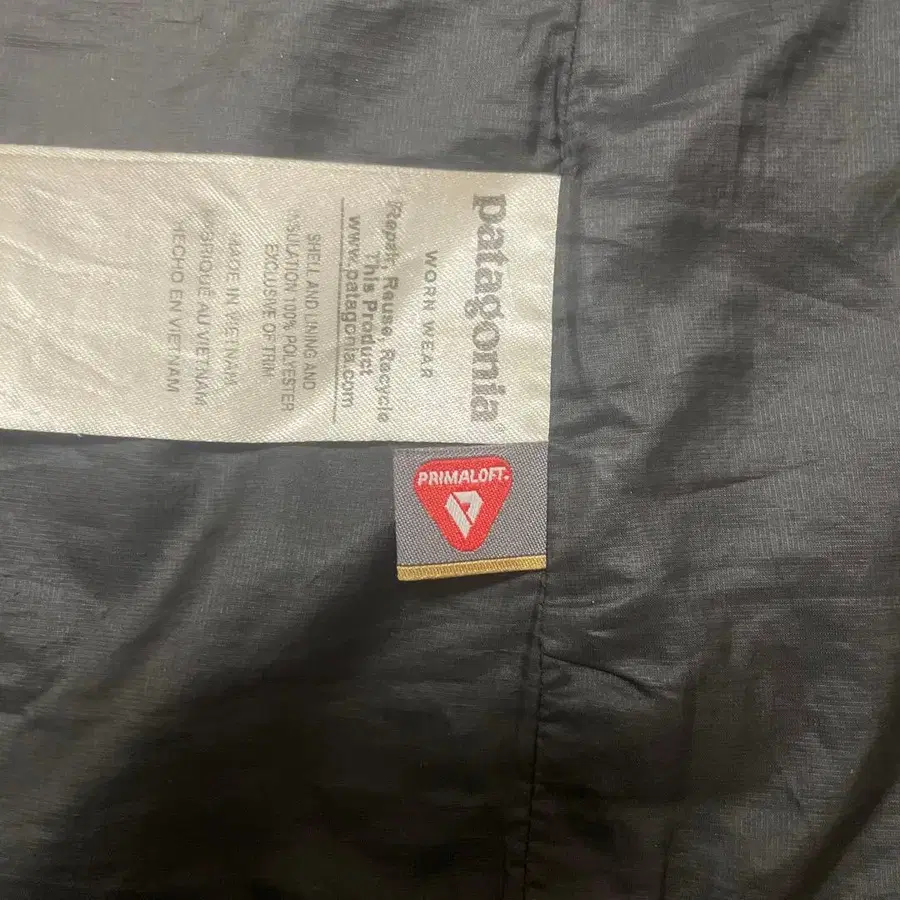 patagonia®
WORN WEAR
Repair, Reuse, Recycle
This Product
www.patagonia.com
SHELL AND LINING AND
INSULATION 100% POLYESTER
EXCLUSIVE OF TRIM
MADE IN VIETNAM
FABRIQUÉ AU VIETNAM
HECHO EN VIETNAM
PRIMALOFT.